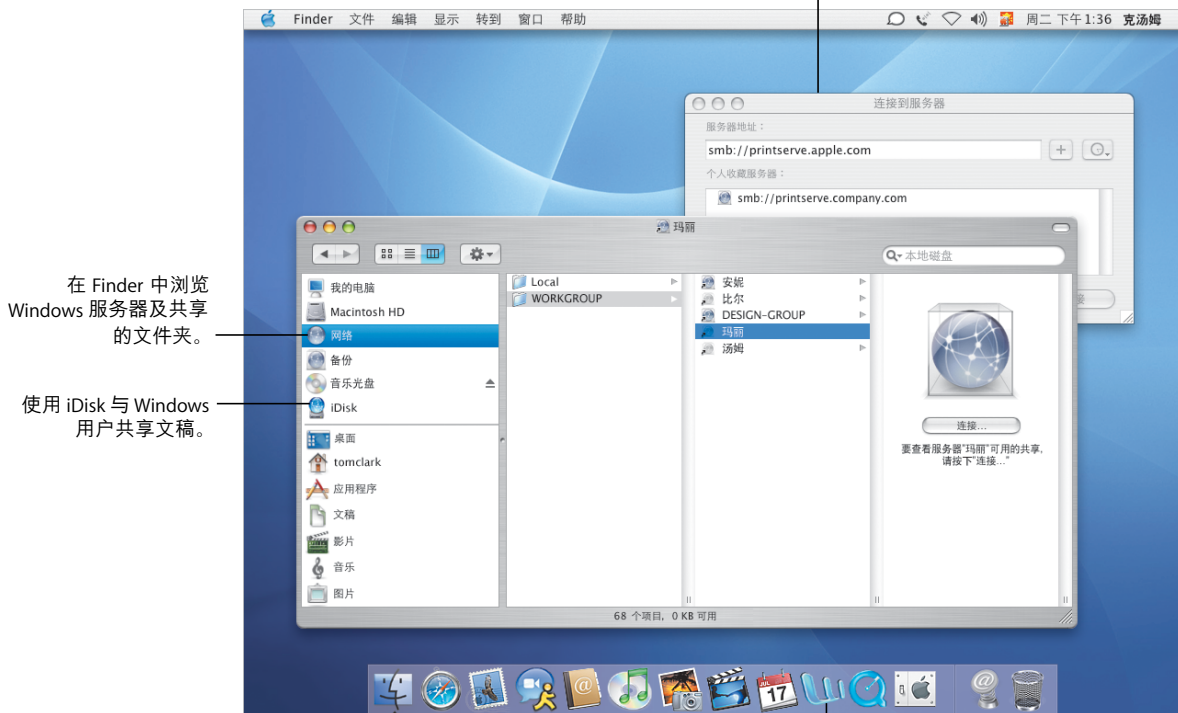 Finder 文件 编辑 显示 转到 窗口 帮助
周二 下午1:36 克汤姆
连接到服务器
服务器地址：
smb://printserve.apple.com
个人收藏服务器：
smb://printserve.company.com
玛丽
本地磁盘
我的电脑
Macintosh HD
网络
备份
音乐光盘
iDisk
桌面
tomclark
应用程序
文稿
影片
音乐
图片
Local
WORKGROUP
安妮
比尔
DESIGN-GROUP
玛丽
汤姆
连接...
要查看服务器"玛丽"可用的共享,
请按下"连接..."
68 个项目, 0 KB 可用
在 Finder 中浏览
Windows 服务器及共享
的文件夹。
使用 iDisk 与 Windows
用户共享文稿。
JUL
17